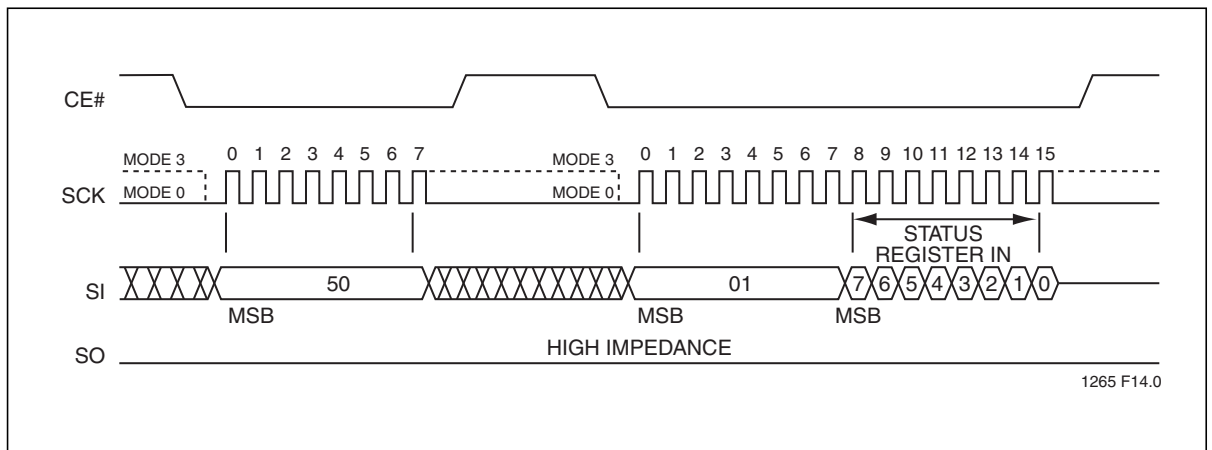 CE#
MODE 3 0 1 2 3 4 5 6 7 MODE 3 0 1 2 3 4 5 6 7 8 9 10 11 12 13 14 15
SCK MODE 0 MODE 0
STATUS
REGISTER IN
SI 50 01 7 6 5 4 3 2 1 0
MSB MSB MSB
HIGH IMPEDANCE
SO
1265 F14.0